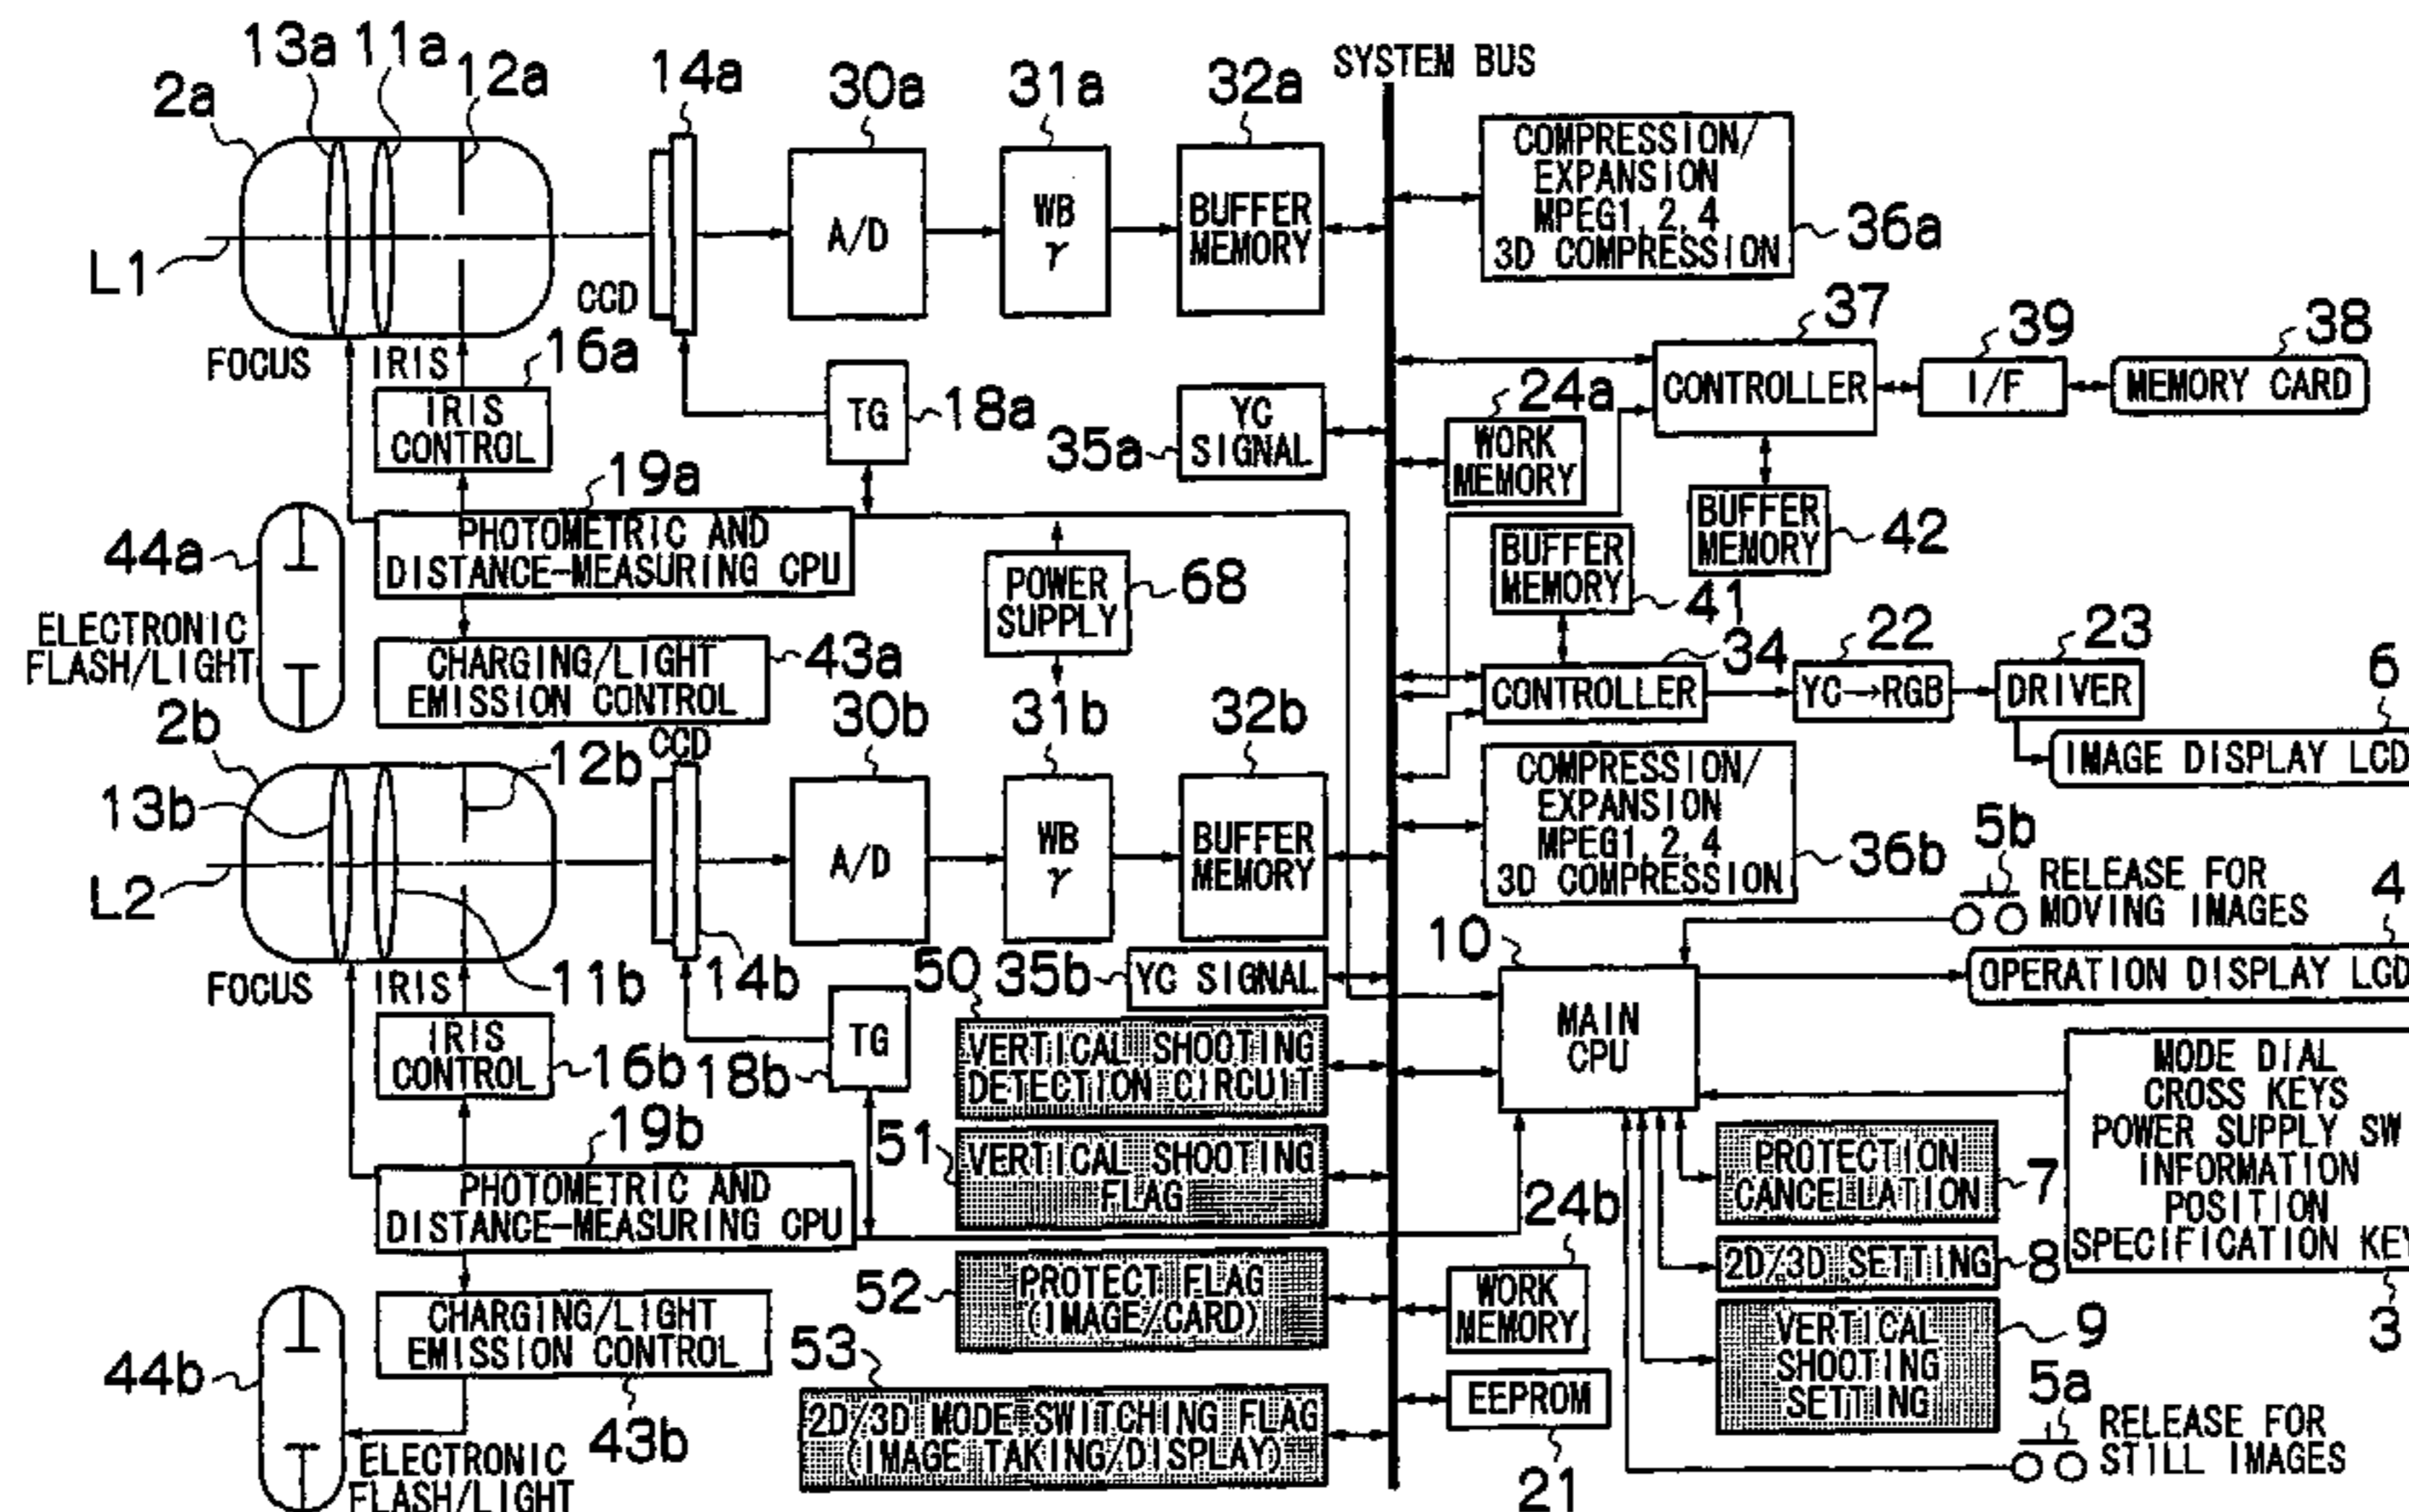 13a 11a
2a
12a
14a
30a
31a
32a
SYSTEM BUS
L1
CCD
A/D
WB
γ
BUFFER
MEMORY
COMPRESSION/
EXPANSION
MPEG1,2,4
3D COMPRESSION
36a
FOCUS
IRIS
16a
IRIS
CONTROL
TG
18a
YC
SIGNAL
35a
37
CONTROLLER
39
I/F
38
MEMORY CARD
24a
WORK
MEMORY
BUFFER
MEMORY
42
19a
PHOTOMETRIC AND
DISTANCE-MEASURING CPU
44a
ELECTRONIC
FLASH/LIGHT
CHARGING/LIGHT
EMISSION CONTROL
43a
POWER
SUPPLY
68
BUFFER
MEMORY
41
34
CONTROLLER
22
YC→RGB
23
DRIVER
6
IMAGE DISPLAY LCD
2b
13b
12b
CCD
30b
31b
32b
L2
A/D
WB
γ
BUFFER
MEMORY
COMPRESSION/
EXPANSION
MPEG1,2,4
3D COMPRESSION
36b
5b
RELEASE FOR
MOVING IMAGES
FOCUS
IRIS
11b
14b
50
35b
YC SIGNAL
10
MAIN
CPU
4
OPERATION DISPLAY LCD
IRIS
CONTROL
16b
18b
TG
VERTICAL SHOOTING
DETECTION CIRCUIT
MODE DIAL
CROSS KEYS
POWER SUPPLY SW
INFORMATION
POSITION
SPECIFICATION KEY
3
19b
PHOTOMETRIC AND
DISTANCE-MEASURING CPU
51
VERTICAL SHOOTING
FLAG
PROTECTION
CANCELLATION
7
24b
WORK
MEMORY
2D/3D SETTING
8
52
PROTECT FLAG
(IMAGE/CARD)
44b
CHARGING/LIGHT
EMISSION CONTROL
43b
ELECTRONIC
FLASH/LIGHT
53
2D/3D MODE SWITCHING FLAG
(IMAGE TAKING/DISPLAY)
EEPROM
21
VERTICAL
SHOOTING
SETTING
9
5a
RELEASE FOR
STILL IMAGES